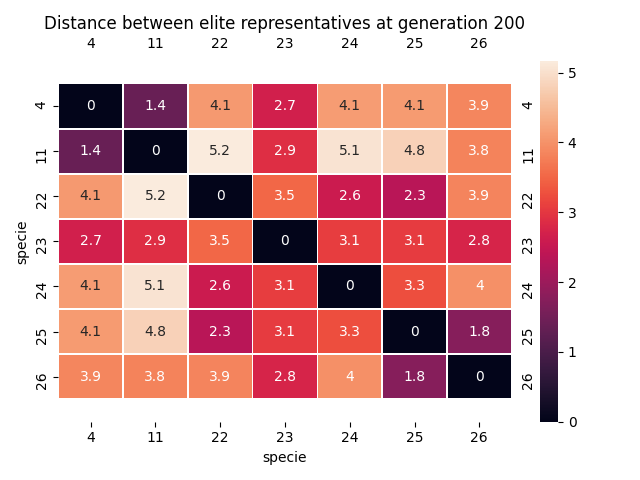 Distance between elite representatives at generation 200
4 11 22 23 24 25 26
4 0 1.4 4.1 2.7 4.1 4.1 3.9 4
11 1.4 0 5.2 2.9 5.1 4.8 3.8 11
22 4.1 5.2 0 3.5 2.6 2.3 3.9 22
23 2.7 2.9 3.5 0 3.1 3.1 2.8 23
24 4.1 5.1 2.6 3.1 0 3.3 4 24
25 4.1 4.8 2.3 3.1 3.3 0 1.8 25
26 3.9 3.8 3.9 2.8 4 1.8 0 26
specie
4 11 22 23 24 25 26
specie
5
4
3
2
1
0